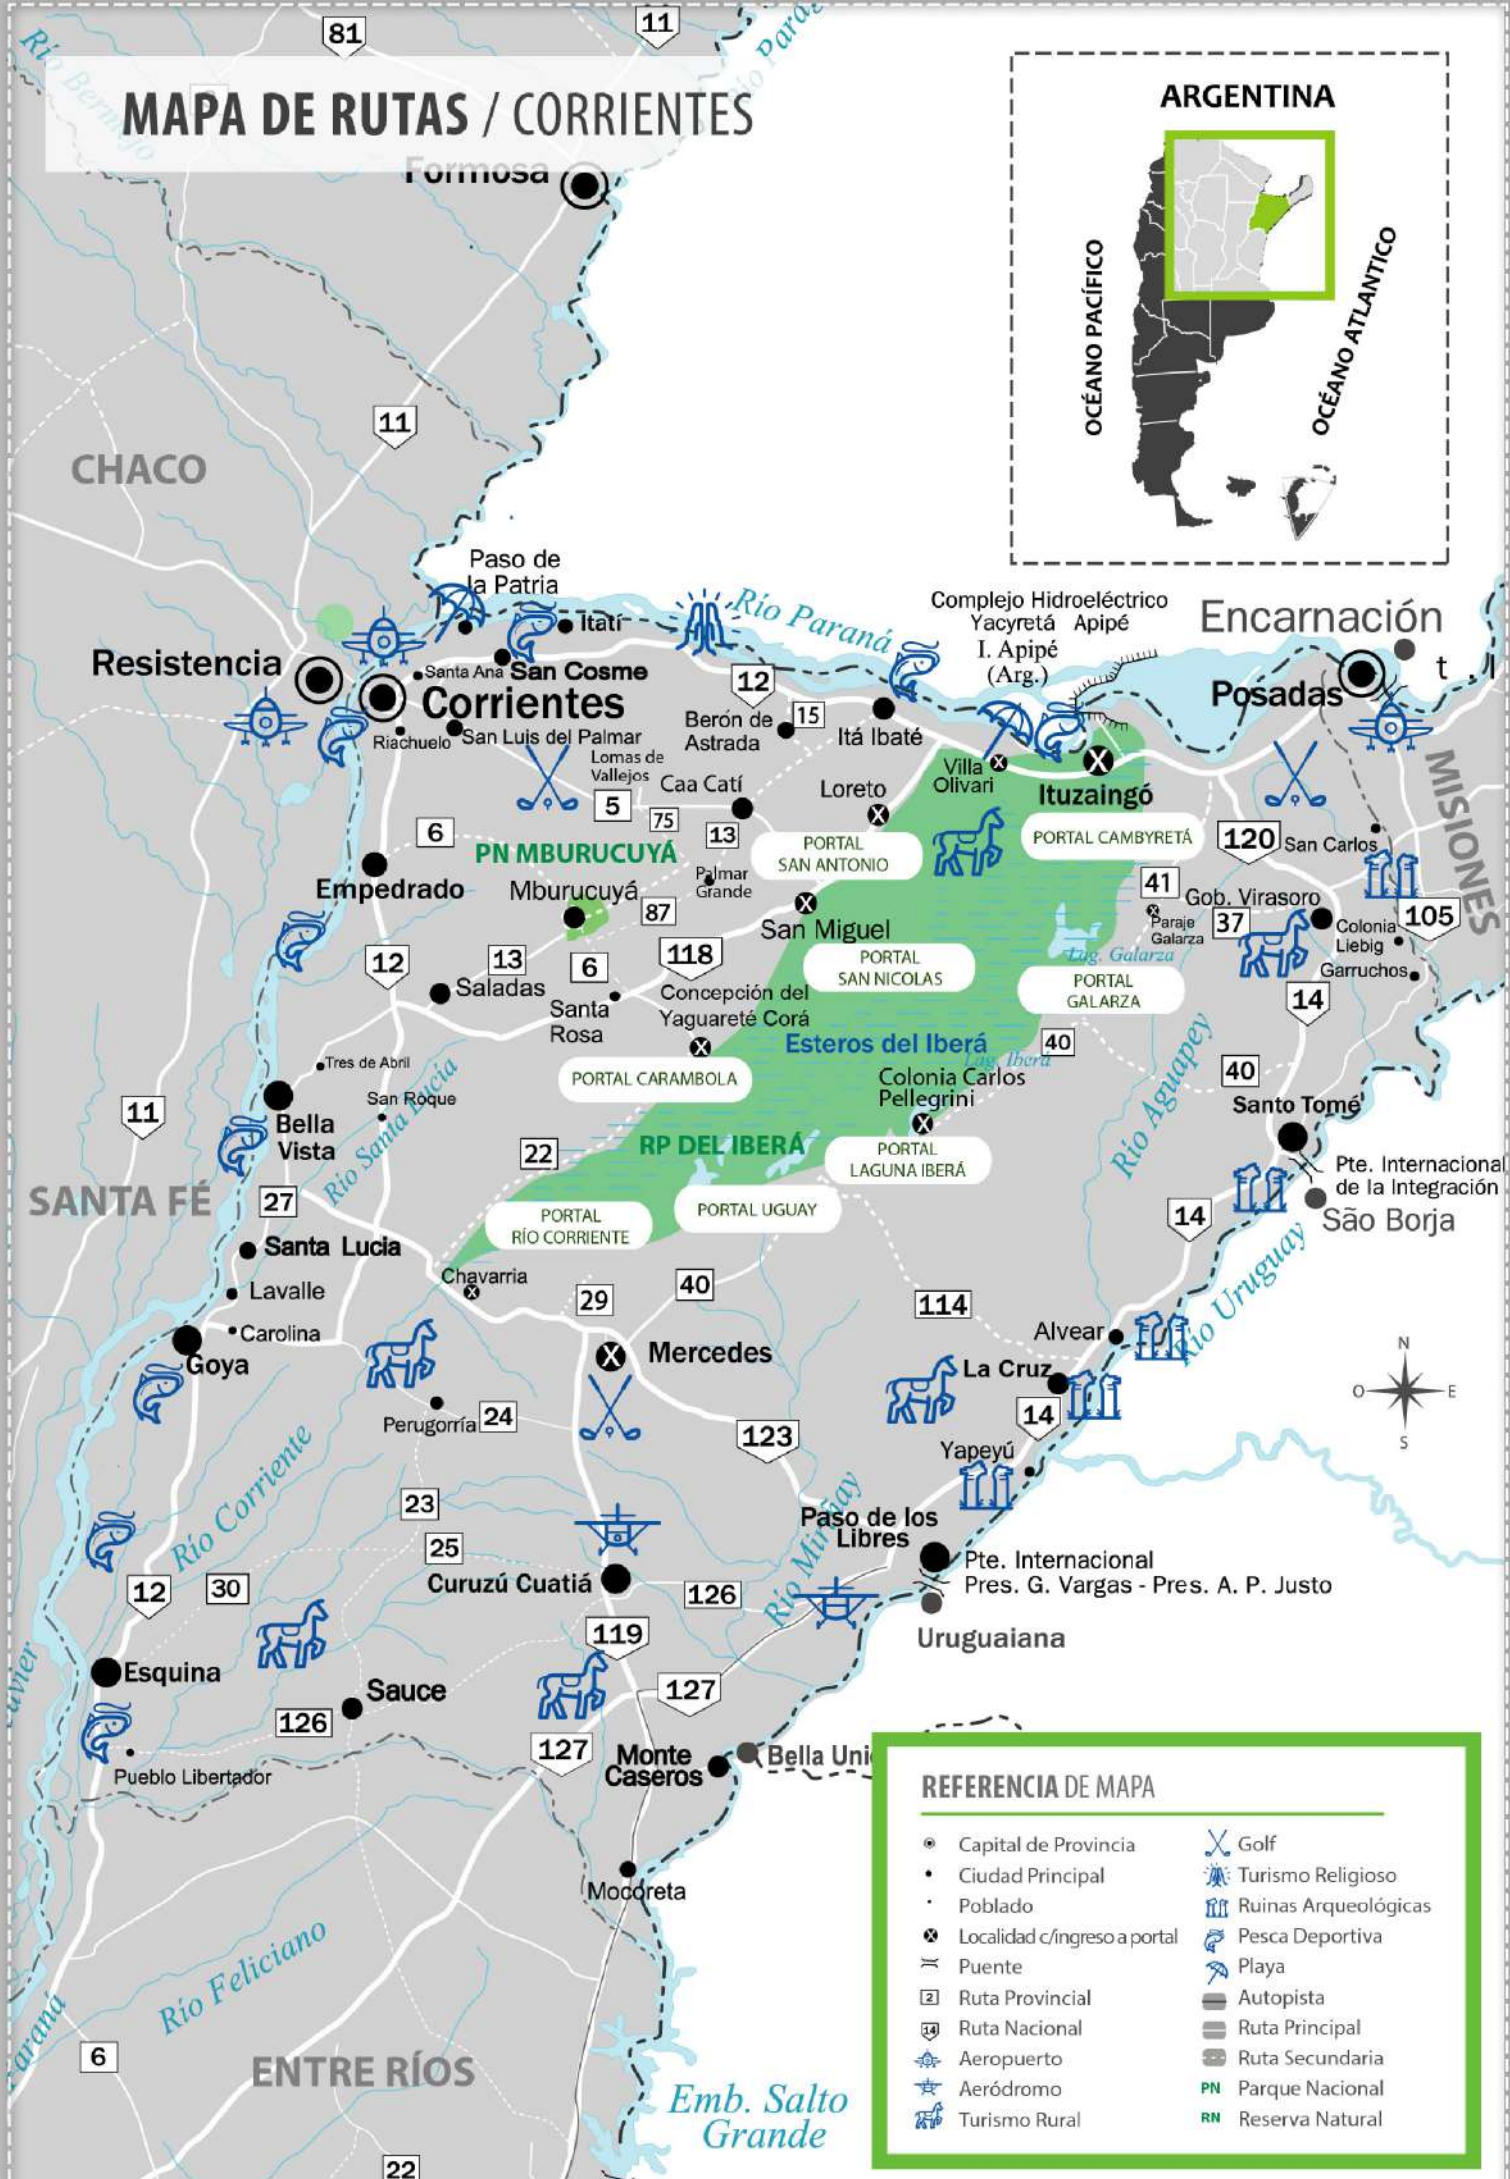 81
11
Río Bermejo
MAPA DE RUTAS / CORRIENTES
Formosa
ARGENTINA
OCÉANO PACÍFICO
OCÉANO ATLANTICO
11
CHACO
Paso de
la Patria
Itatí
Río Paraná
Complejo Hidroeléctrico
Yacyretá Apipé
I. Apipé
(Arg.)
Encarnación
Resistencia
Santa Ana
San Cosme
Corrientes
Riachuelo
San Luis del Palmar
12
Berón de
Astrada
15
Itá Ibaté
Posadas
MISIONES
Lomas de
Vallejos
5
Caa Catí
75
13
Loreto
Villa
Olivari
Ituzaingó
6
PN MBURUCUYÁ
PORTAL
SAN ANTONIO
PORTAL CAMBYRETÁ
120
San Carlos
Empedrado
Mburucuyá
Palmar
Grande
87
San Miguel
41
Gob. Virasoro
Paraje
Galarza
37
Colonia
Liebig
105
Garruchos
12
13
Saladas
6
118
Santa
Rosa
Concepción del
Yaguareté Corá
PORTAL
SAN NICOLAS
Lag. Galarza
PORTAL
GALARZA
14
Esteros del Iberá
40
Lag. Iberá
PORTAL CARAMBOLA
Colonia Carlos
Pellegrini
Río Aguapey
40
Santo Tomé
Tres de Abril
San Roque
11
Bella
Vista
Río Santa Lucia
22
RP DEL IBERÁ
PORTAL
LAGUNA IBERÁ
Pte. Internacional
de la Integración
São Borja
SANTA FÉ
27
PORTAL
RÍO CORRIENTE
PORTAL UGUAY
14
Río Uruguay
Santa Lucia
Lavalle
Carolina
Goya
Chavarria
29
40
114
Alvear
Mercedes
La Cruz
14
N
O
E
S
Perugorría
24
123
Yapeyú
Río Corriente
23
25
Río Miriñay
Paso de los
Libres
Pte. Internacional
Pres. G. Vargas - Pres. A. P. Justo
12
30
Curuzú Cuatiá
126
Uruguaiana
119
Esquina
Sauce
126
127
127
Monte
Caseros
Pueblo Libertador
Mocoreta
Río Feliciano
6
ENTRE RÍOS
Emb. Salto
Grande
22
REFERENCIA DE MAPA
Capital de Provincia
Ciudad Principal
Poblado
Localidad c/ingreso a portal
Puente
2
Ruta Provincial
14
Ruta Nacional
Aeropuerto
Aeródromo
Turismo Rural
Golf
Turismo Religioso
Ruinas Arqueológicas
Pesca Deportiva
Playa
Autopista
Ruta Principal
Ruta Secundaria
PN
Parque Nacional
RN
Reserva Natural